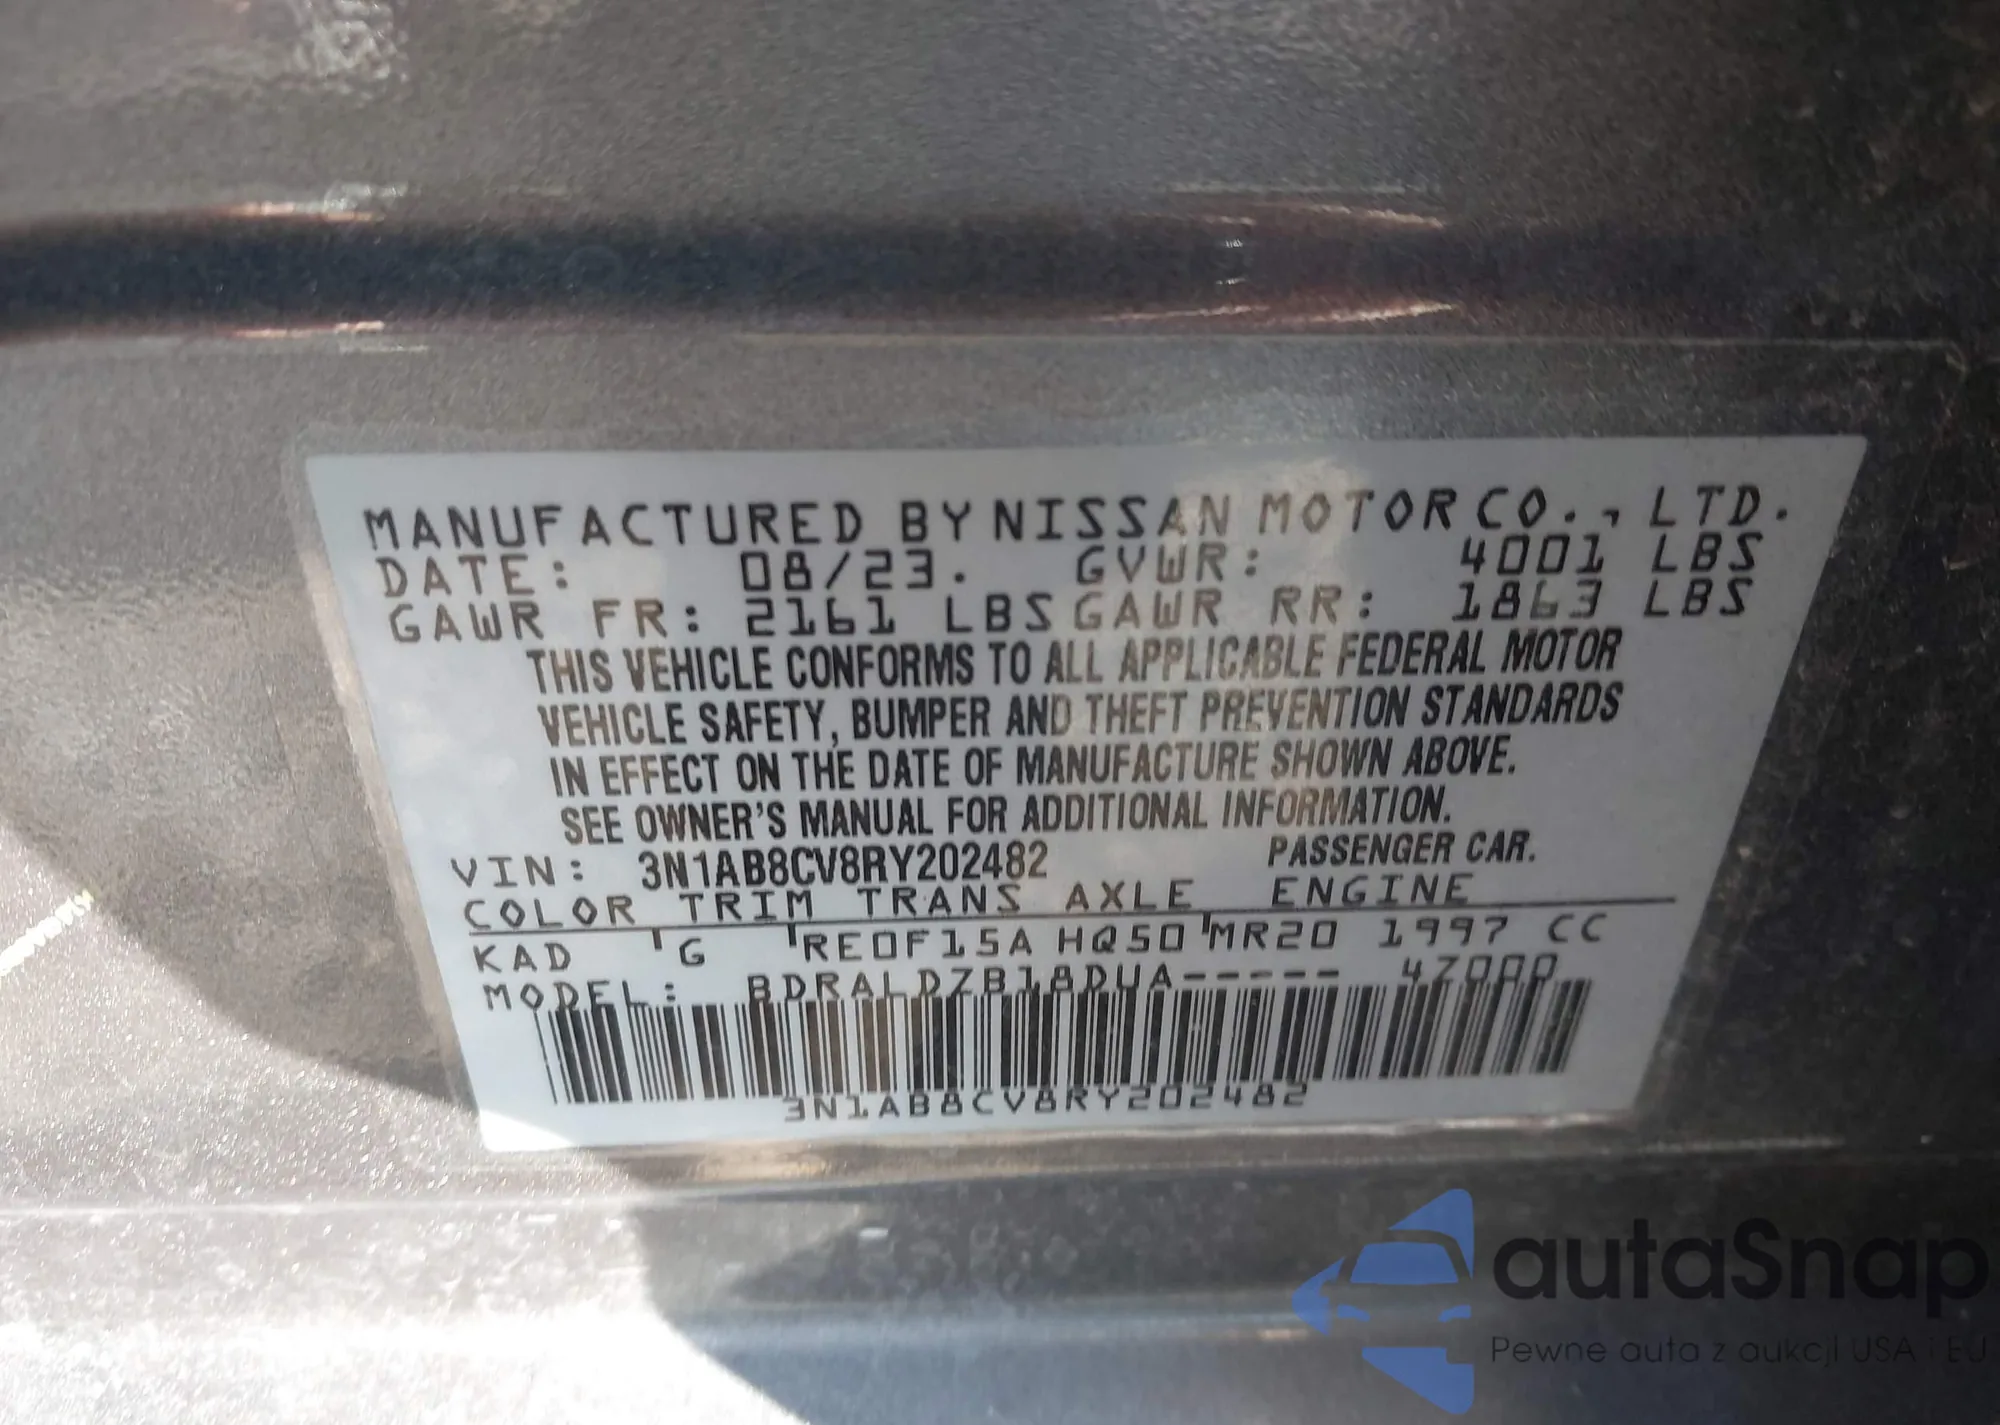 MANUFACTURED BY NISSAN MOTOR CO., LTD.
DATE: 08/23. GVWR: 4001 LBS
GAWR FR: 2161 LBS GAWR RR: 1863 LBS
THIS VEHICLE CONFORMS TO ALL APPLICABLE FEDERAL MOTOR
VEHICLE SAFETY, BUMPER AND THEFT PREVENTION STANDARDS
IN EFFECT ON THE DATE OF MANUFACTURE SHOWN ABOVE.
SEE OWNER'S MANUAL FOR ADDITIONAL INFORMATION.
VIN: 3N1AB8CV8RY202482 PASSENGER CAR.
COLOR TRIM TRANS AXLE ENGINE
KAD G RE0F15A HQ50 MR20 1997 CC
MODEL: BDRALDZB18DUA----- 47000
3N1AB8CV8RY202482
autaSnap
Pewne auta z aukcji USA i EU